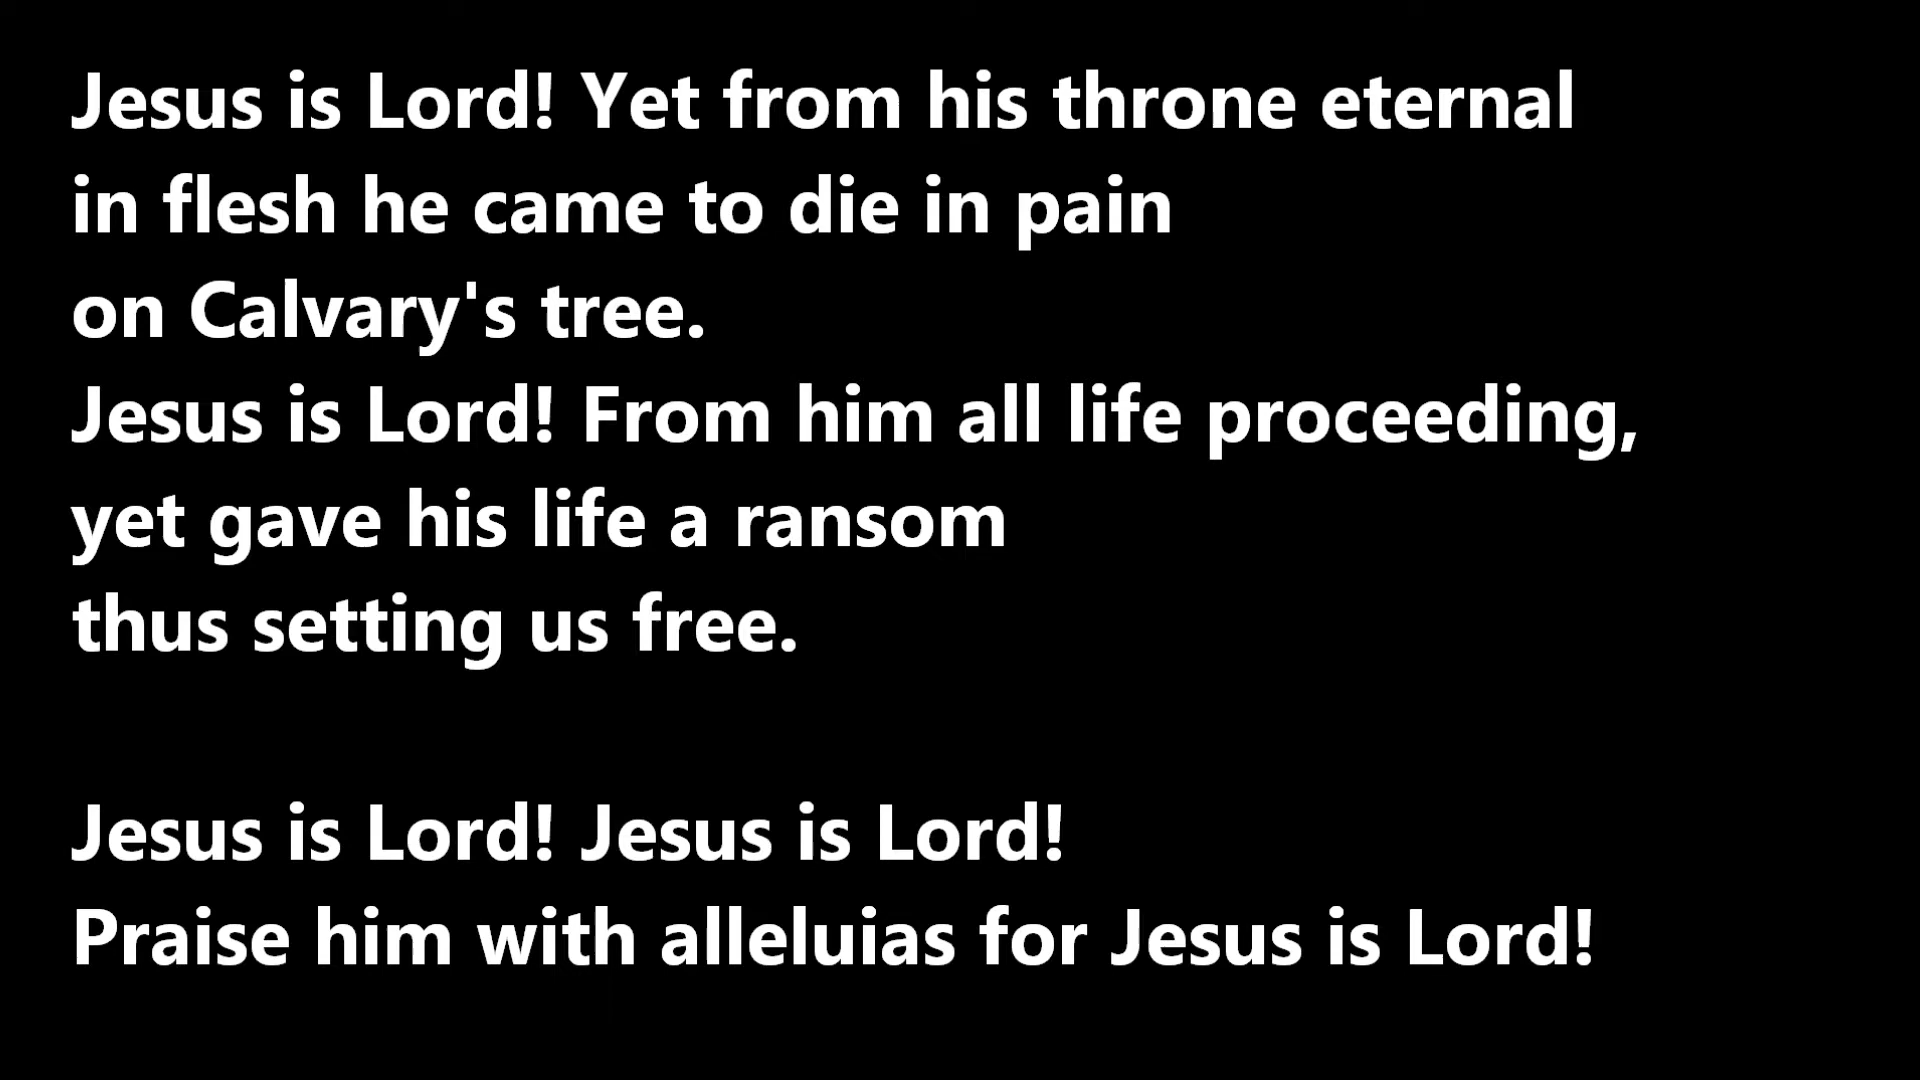 Jesus is Lord! Yet from his throne eternal
in flesh he came to die in pain
on Calvary's tree.
Jesus is Lord! From him all life proceeding,
yet gave his life a ransom
thus setting us free.
Jesus is Lord! Jesus is Lord!
Praise him with alleluias for Jesus is Lord!